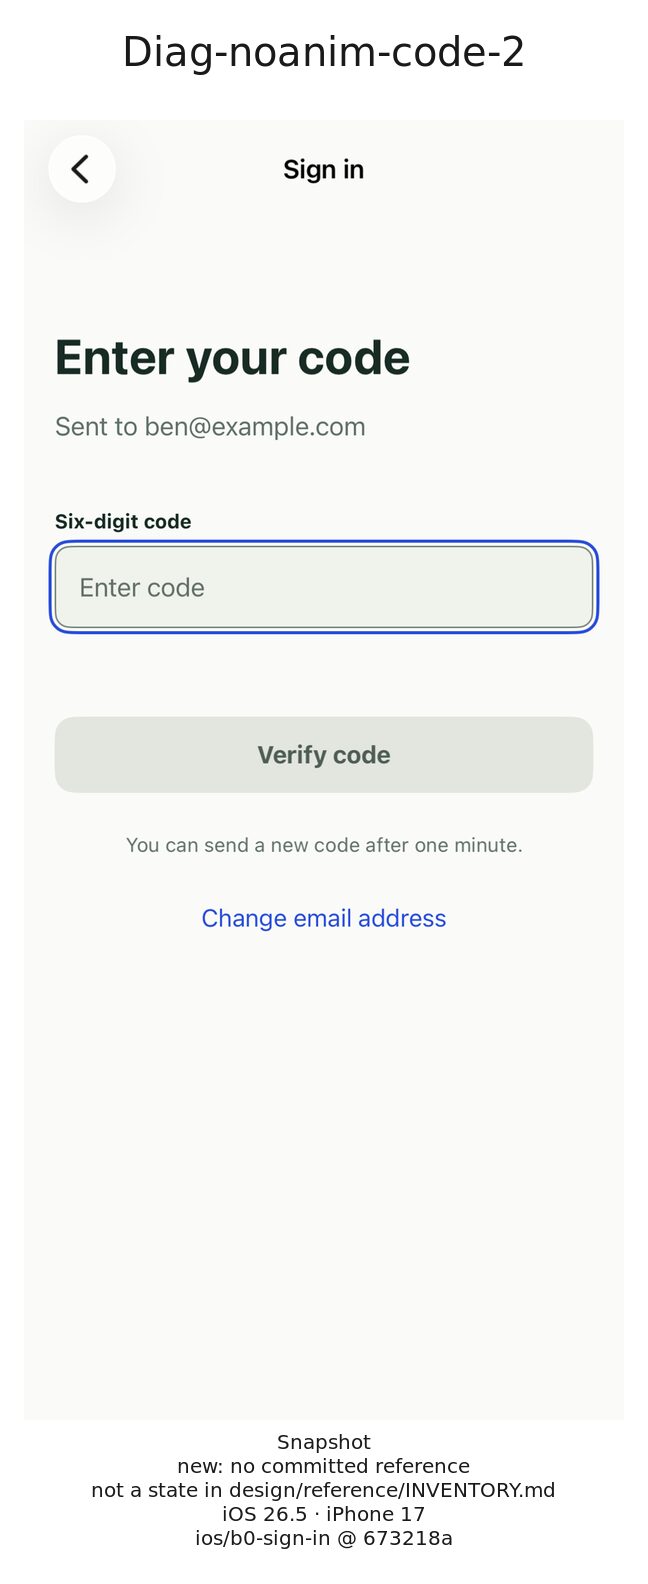 Diag-noanim-code-2
Sign in
Enter your code
Sent to ben@example.com
Six-digit code
Enter code
Verify code
You can send a new code after one minute.
Change email address
Snapshot
new: no committed reference
not a state in design/reference/INVENTORY.md
iOS 26.5 · iPhone 17
ios/b0-sign-in @ 673218a